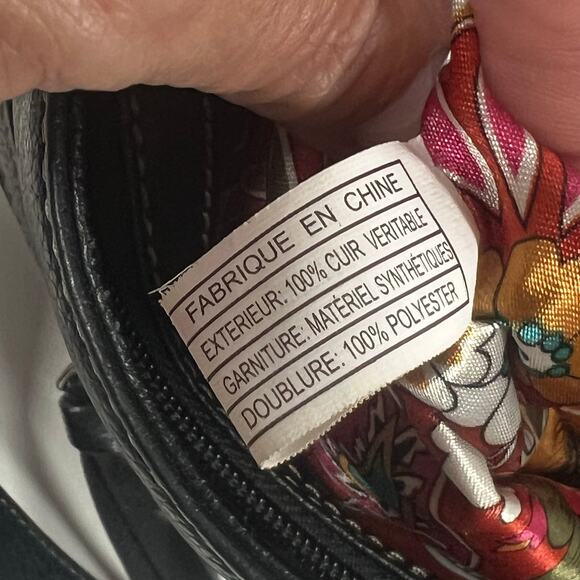 FABRIQUE EN CHINE
EXTERIEUR: 100% CUIR VERITABLE
GARNITURE: MATÉRIEL SYNTHÉTIQUES
DOUBLURE: 100% POLYESTER